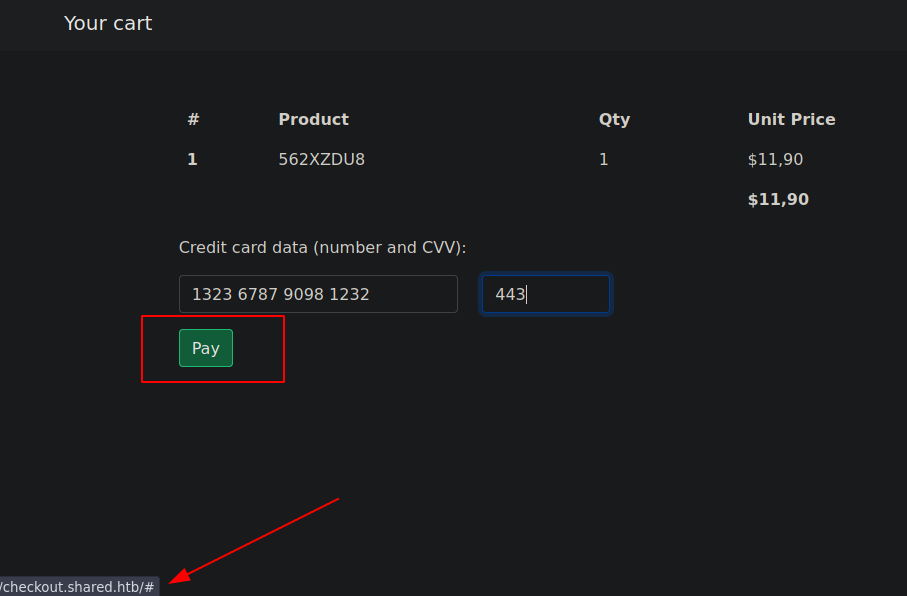 Your cart
# Product Qty Unit Price
1 562XZDU8 1 $11,90
$11,90
Credit card data (number and CVV):
1323 6787 9098 1232 443
Pay
/checkout.shared.htb/#